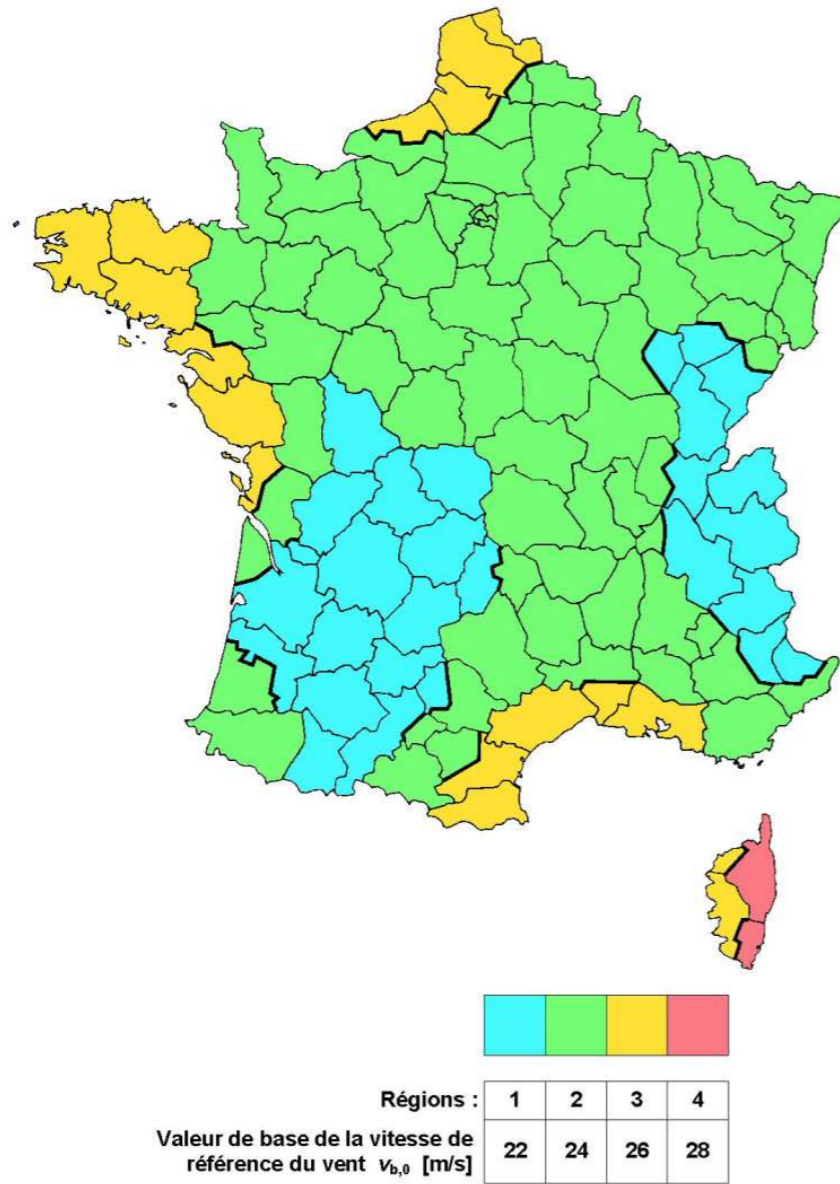 Régions : 1 2 3 4
Valeur de base de la vitesse de
référence du vent vb,0 [m/s] 22 24 26 28